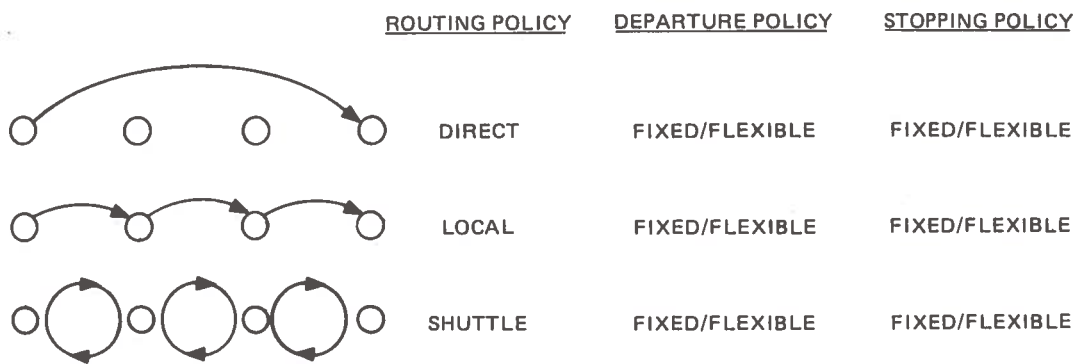 ROUTING POLICY DEPARTURE POLICY STOPPING POLICY
DIRECT FIXED/FLEXIBLE FIXED/FLEXIBLE
LOCAL FIXED/FLEXIBLE FIXED/FLEXIBLE
SHUTTLE FIXED/FLEXIBLE FIXED/FLEXIBLE